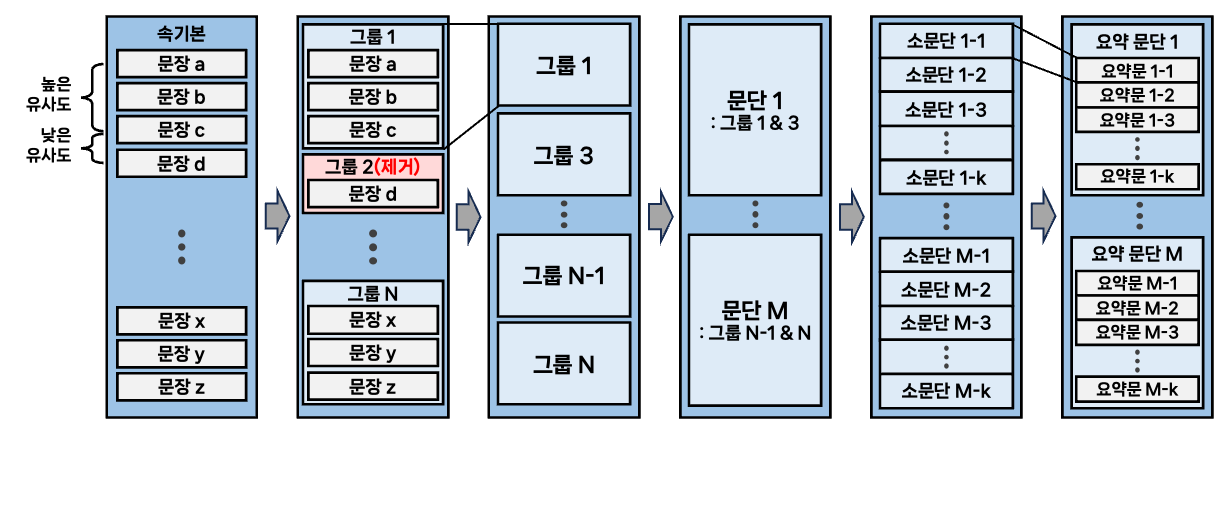 높은
유사도
낮은
유사도
속기본
문장 a
문장 b
문장 c
문장 d
문장 x
문장 y
문장 z
그룹 1
문장 a
문장 b
문장 c
그룹 2(제거)
문장 d
그룹 N
문장 x
문장 y
문장 z
그룹 1
그룹 3
그룹 N-1
그룹 N
문단 1
: 그룹 1 & 3
문단 M
: 그룹 N-1 & N
소문단 1-1
소문단 1-2
소문단 1-3
소문단 1-k
소문단 M-1
소문단 M-2
소문단 M-3
소문단 M-k
요약 문단 1
요약문 1-1
요약문 1-2
요약문 1-3
요약문 1-k
요약 문단 M
요약문 M-1
요약문 M-2
요약문 M-3
요약문 M-k